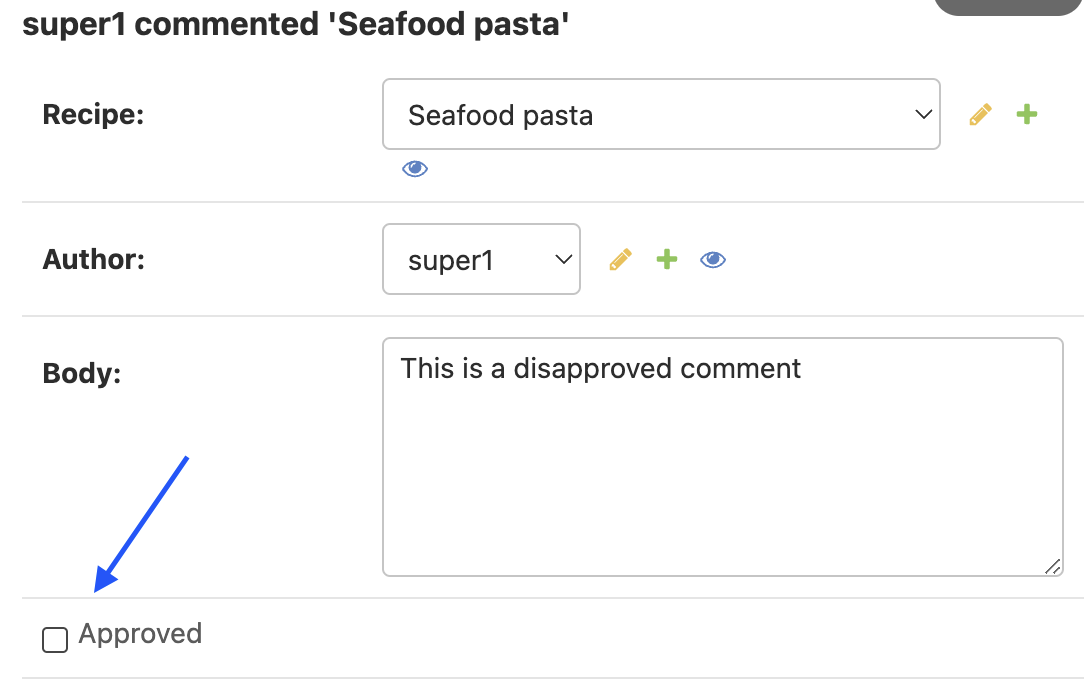 super1 commented 'Seafood pasta'
Recipe:
Seafood pasta
Author:
super1
Body:
This is a disapproved comment
Approved